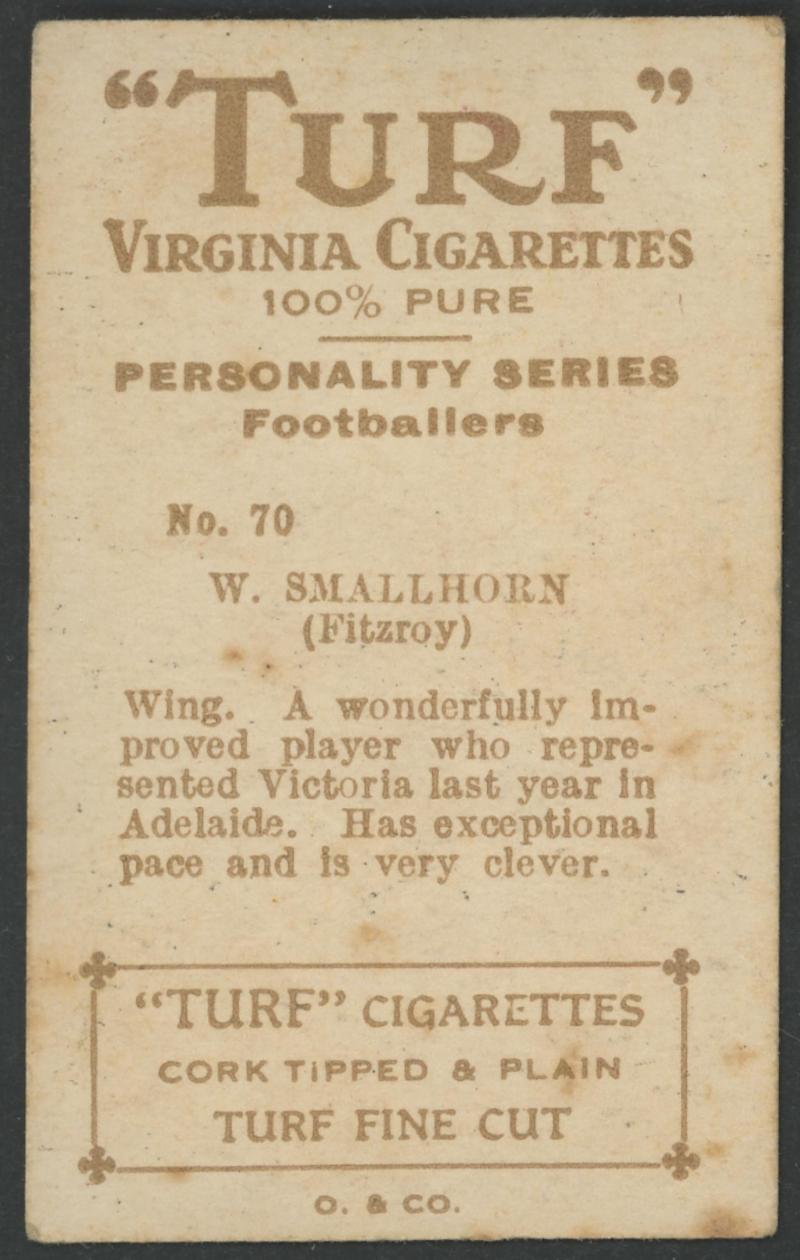 “TURF”
VIRGINIA CIGARETTES
100% PURE
PERSONALITY SERIES
Footballers
No. 70
W. SMALLHORN
(Fitzroy)
Wing. A wonderfully im-
proved player who repre-
sented Victoria last year in
Adelaide. Has exceptional
pace and is very clever.
“TURF” CIGARETTES
CORK TIPPED & PLAIN
TURF FINE CUT
O. & CO.